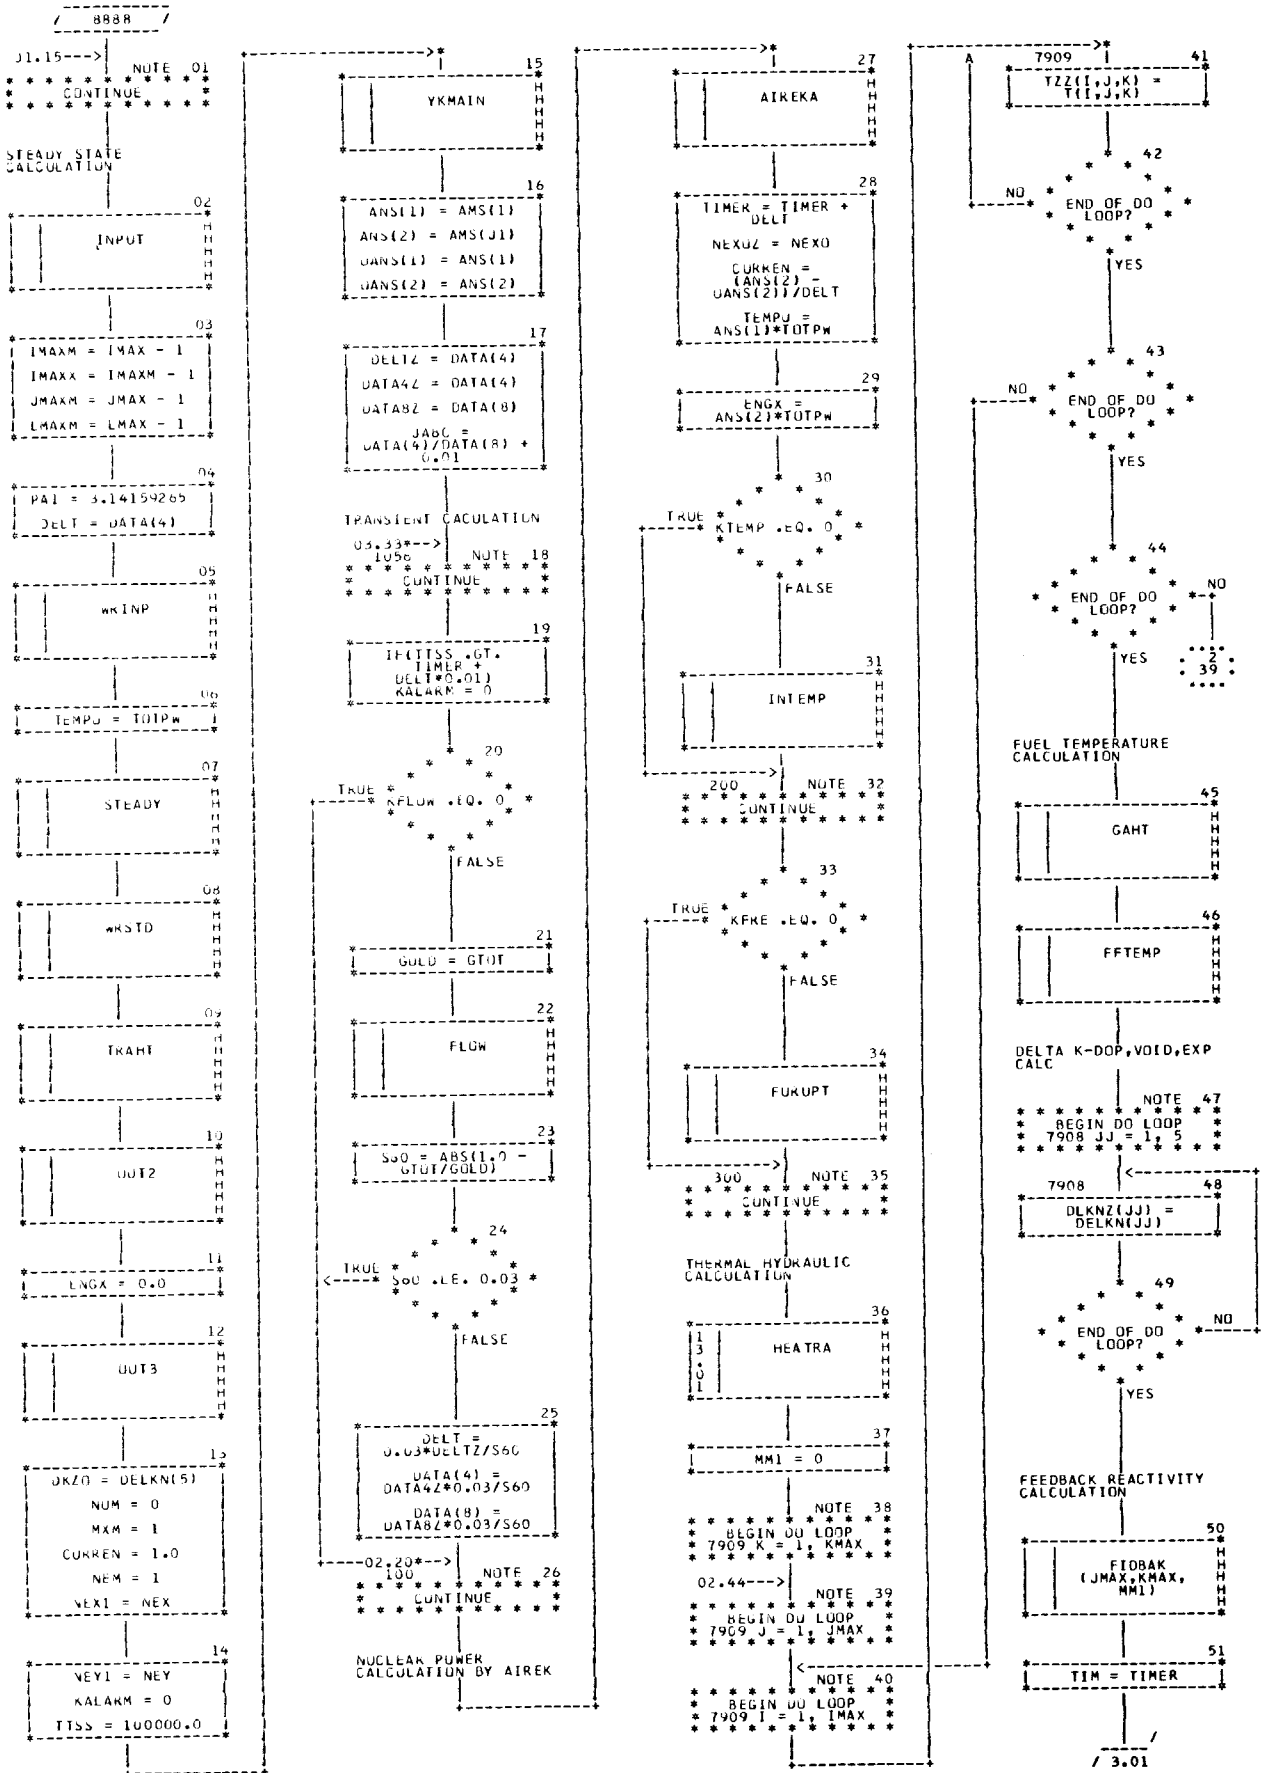 8888
01.15--->
NOTE 01
CONTINUE
STEADY STATE
CALCULATION
02
INPUT
03
IMAXM = IMAX - 1
IMAXX = IMAXM - 1
JMAXM = JMAX - 1
LMAXM = LMAX - 1
04
PAI = 3.14159265
DELT = DATA(4)
05
WRINP
06
TEMPU = TOTPW
07
STEADY
08
WRSTD
09
TRAHT
10
OUT2
11
ENGX = 0.0
12
OUT3
13
DKZO = DELKN(5)
NUM = 0
MXM = 1
CURREN = 1.0
NEM = 1
NEX1 = NEX
14
NEY1 = NEY
KALARM = 0
TTSS = 100000.0
15
YKMAIN
16
ANS(1) = AMS(1)
ANS(2) = AMS(J1)
OANS(1) = ANS(1)
OANS(2) = ANS(2)
17
DELTZ = DATA(4)
DATA4Z = DATA(4)
DATA8Z = DATA(8)
JABC =
DATA(4)/DATA(8) +
0.01
TRANSIENT CACULATION
03.33*-->
1056 NOTE 18
CONTINUE
19
IF(TTSS .GT.
TIMER +
DELT*0.01)
KALARM = 0
20
TRUE
KFLOW .EQ. 0
FALSE
21
GOLD = GTOT
22
FLOW
23
S60 = ABS(1.0 -
GTOT/GOLD)
24
TRUE
S60 .LE. 0.03
FALSE
25
DELT =
0.03*DELTZ/S60
DATA(4) =
DATA4Z*0.03/S60
DATA(8) =
DATA8Z*0.03/S60
02.20*-->
100 NOTE 26
CONTINUE
NUCLEAR POWER
CALCULATION BY AIREK
27
AIREKA
28
TIMER = TIMER +
DELT
NEXOZ = NEXO
CURREN =
(ANS(2) -
OANS(2))/DELT
TEMPU =
ANS(1)*TOTPW
29
ENGX =
ANS(2)*TOTPW
30
TRUE
KTEMP .EQ. 0
FALSE
31
INTEMP
200 NOTE 32
CONTINUE
33
TRUE
KFRE .EQ. 0
FALSE
34
FURUPT
300 NOTE 35
CONTINUE
THERMAL HYDRAULIC
CALCULATION
36
13.01
HEATRA
37
MM1 = 0
NOTE 38
BEGIN DO LOOP
7909 K = 1, KMAX
02.44--->
NOTE 39
BEGIN DO LOOP
7909 J = 1, JMAX
NOTE 40
BEGIN DO LOOP
7909 I = 1, IMAX
A
7909 41
TZZ(I,J,K) =
T(I,J,K)
42
NO
END OF DO
LOOP?
YES
43
NO
END OF DO
LOOP?
YES
44
NO
END OF DO
LOOP?
YES
2
39
FUEL TEMPERATURE
CALCULATION
45
GAHT
46
FFTEMP
DELTA K-DOP,VOID,EXP
CALC
NOTE 47
BEGIN DO LOOP
7908 JJ = 1, 5
7908 48
DLKNZ(JJ) =
DELKN(JJ)
49
END OF DO
LOOP?
NO
YES
FEEDBACK REACTIVITY
CALCULATION
50
FIDBAK
(JMAX,KMAX,
MM1)
51
TIM = TIMER
3.01